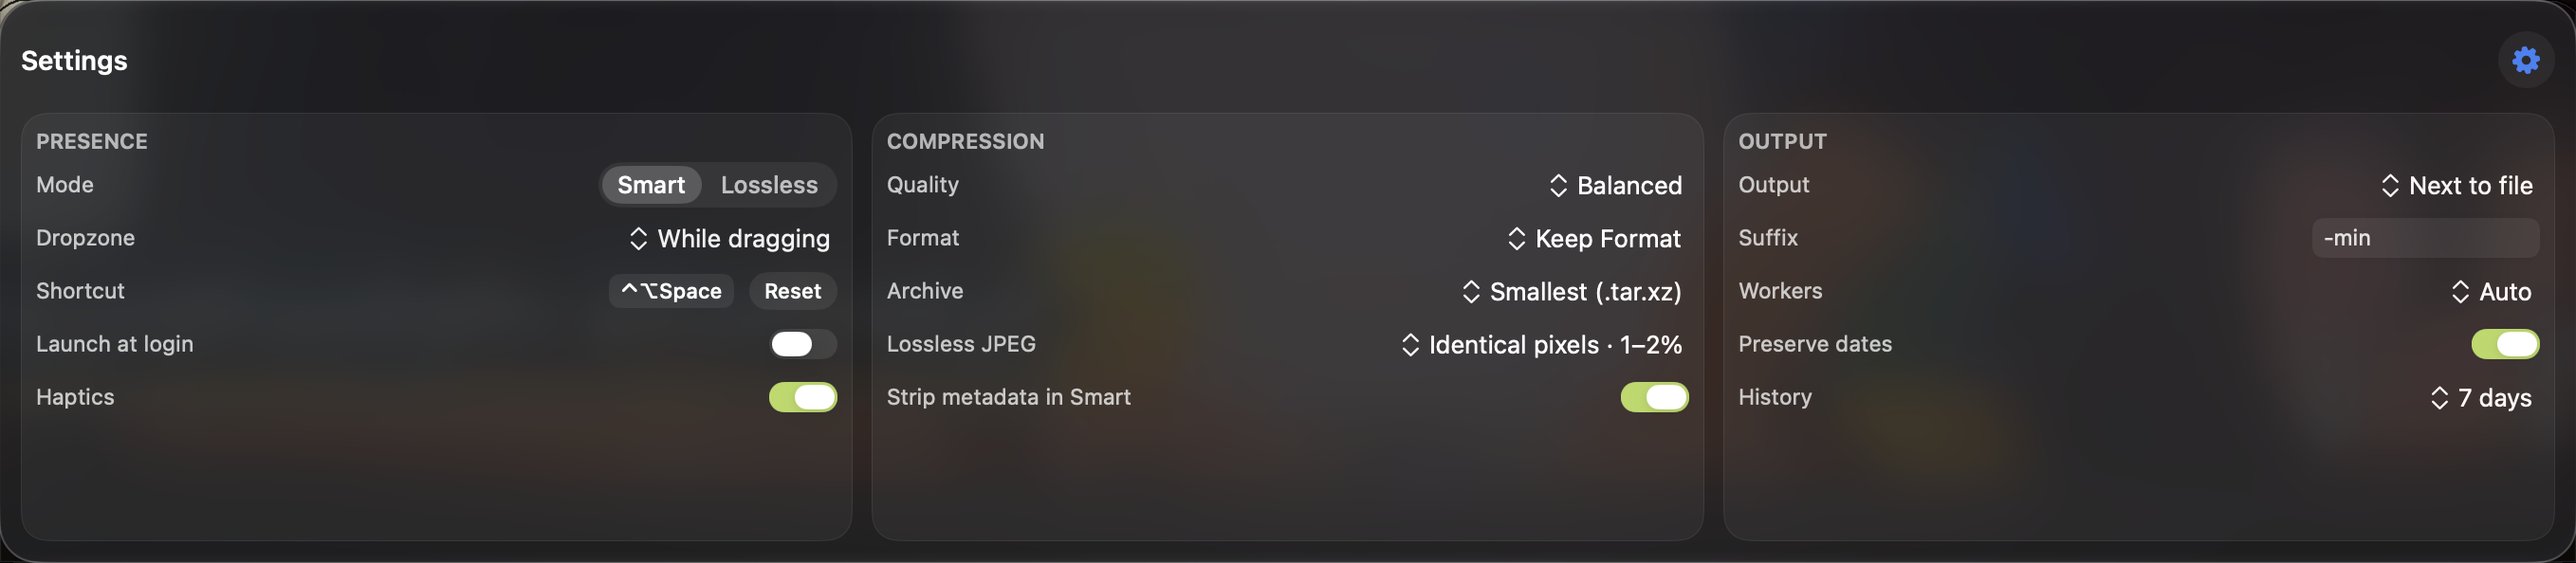 Settings
PRESENCE
Mode
Smart Lossless
Dropzone
While dragging
Shortcut
^⌥Space Reset
Launch at login
Haptics
COMPRESSION
Quality
Balanced
Format
Keep Format
Archive
Smallest (.tar.xz)
Lossless JPEG
Identical pixels · 1–2%
Strip metadata in Smart
OUTPUT
Output
Next to file
Suffix
-min
Workers
Auto
Preserve dates
History
7 days